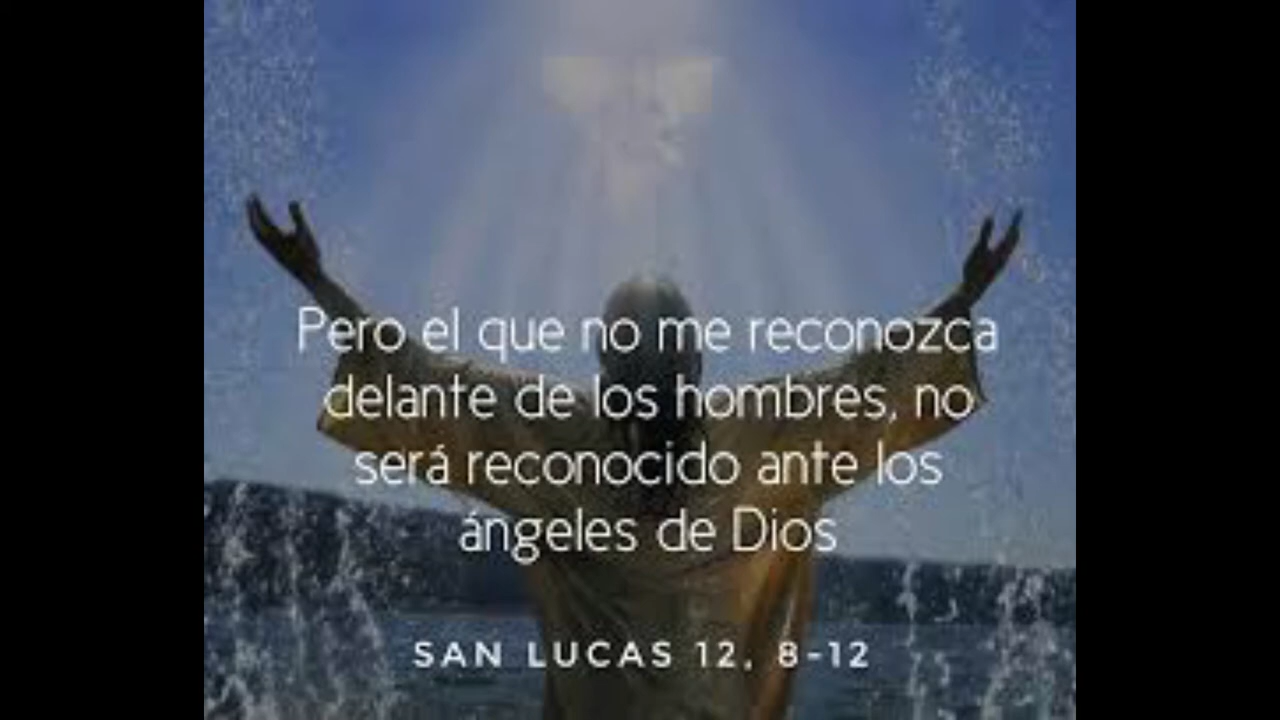 Pero el que no me reconozca
delante de los hombres, no
será reconocido ante los
ángeles de Dios
SAN LUCAS 12, 8-12